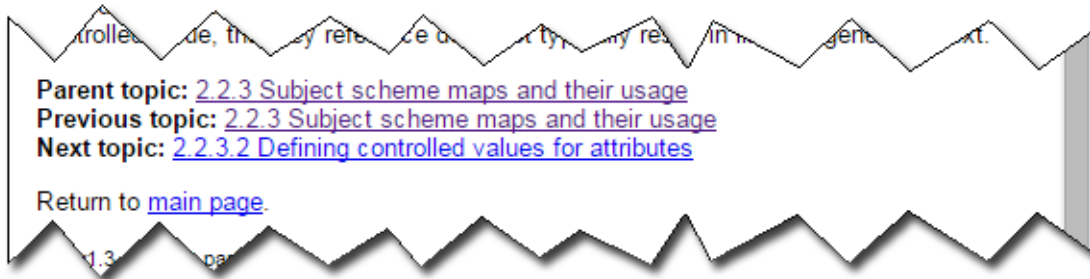 in
Parent topic: 2.2.3 Subject scheme maps and their usage
Previous topic: 2.2.3 Subject scheme maps and their usage
Next topic: 2.2.3.2 Defining controlled values for attributes
Return to main page.